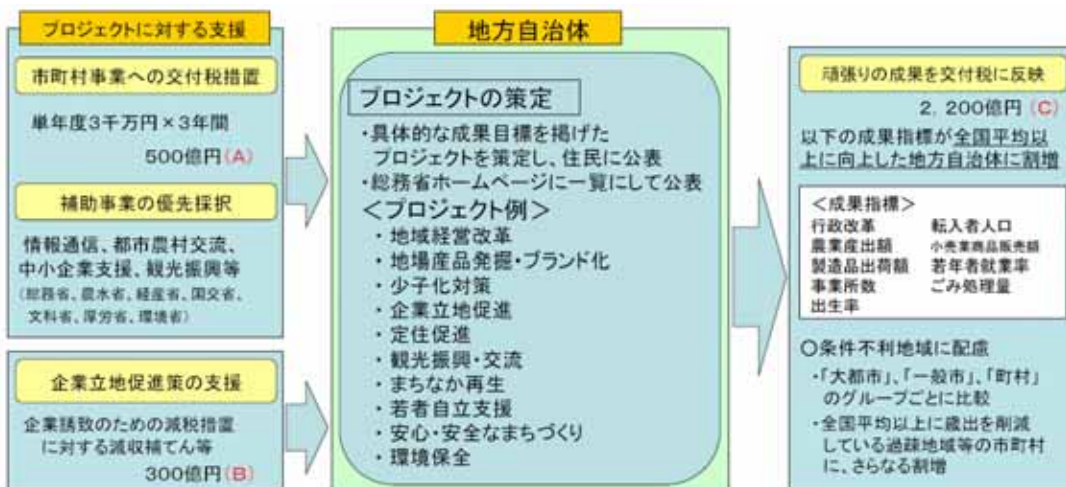 プロジェクトに対する支援
市町村事業への交付税措置
単年度3千万円×3年間
500億円(A)
補助事業の優先採択
情報通信、都市農村交流、
中小企業支援、観光振興等
(総務省、農水省、経産省、国交省、
文科省、厚労省、環境省)
企業立地促進策の支援
企業誘致のための減税措置
に対する減収補てん等
300億円(B)
地方自治体
プロジェクトの策定
・具体的な成果目標を掲げた
プロジェクトを策定し、住民に公表
・総務省ホームページに一覧にして公表
<プロジェクト例>
・地域経営改革
・地場産品発掘・ブランド化
・少子化対策
・企業立地促進
・定住促進
・観光振興・交流
・まちなか再生
・若者自立支援
・安心・安全なまちづくり
・環境保全
頑張りの成果を交付税に反映
2,200億円(C)
以下の成果指標が全国平均以
上に向上した地方自治体に割増
<成果指標>
行政改革 転入者人口
農業産出額 小売業商品販売額
製造品出荷額 若年者就業率
事業所数 ごみ処理量
出生率
○条件不利地域に配慮
・「大都市」、「一般市」、「町村」
のグループごとに比較
・全国平均以上に歳出を削減
している過疎地域等の市町村
に、さらなる割増